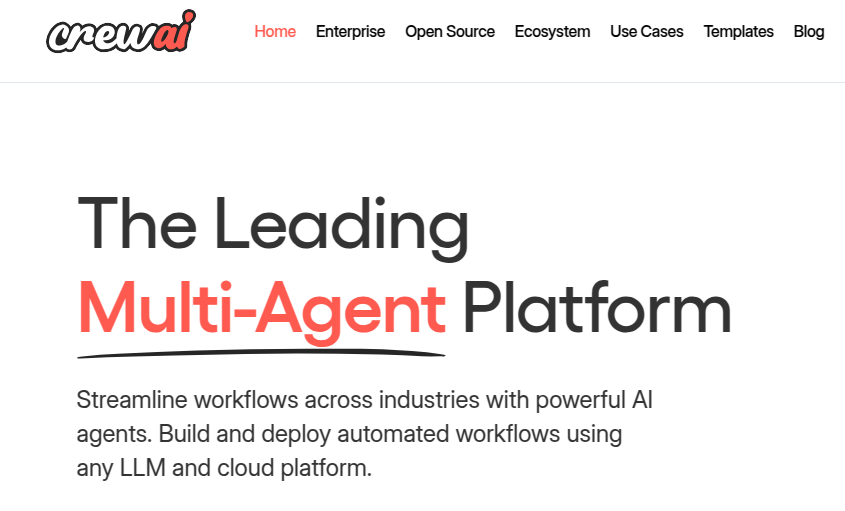 crewai
Home Enterprise Open Source Ecosystem Use Cases Templates Blog
The Leading
Multi-Agent Platform
Streamline workflows across industries with powerful AI
agents. Build and deploy automated workflows using
any LLM and cloud platform.